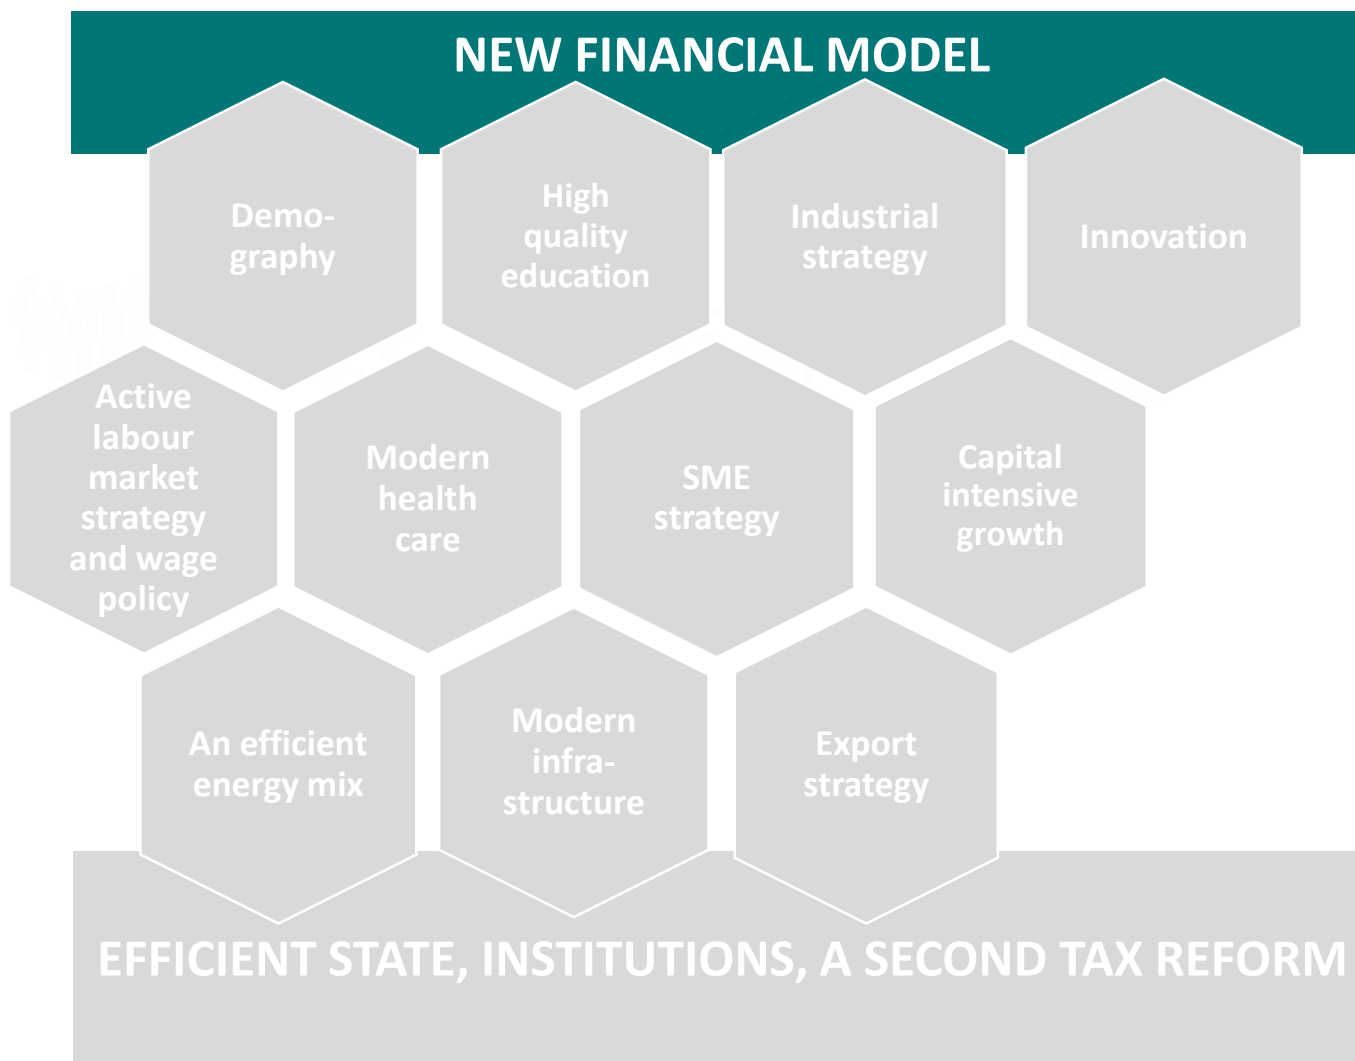 NEW FINANCIAL MODEL
Demo-
graphy
High
quality
education
Industrial
strategy
Innovation
Active
labour
market
strategy
and wage
policy
Modern
health
care
SME
strategy
Capital
intensive
growth
An efficient
energy mix
Modern
infra-
structure
Export
strategy
EFFICIENT STATE, INSTITUTIONS, A SECOND TAX REFORM